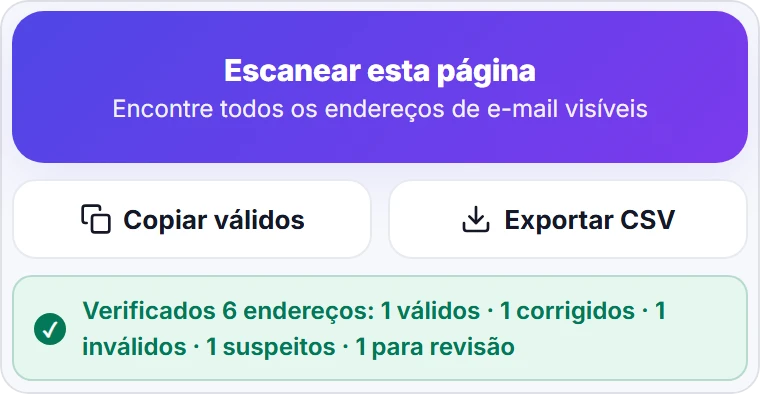 Escanear esta página
Encontre todos os endereços de e-mail visíveis
Copiar válidos
Exportar CSV
Verificados 6 endereços: 1 válidos · 1 corrigidos · 1
inválidos · 1 suspeitos · 1 para revisão